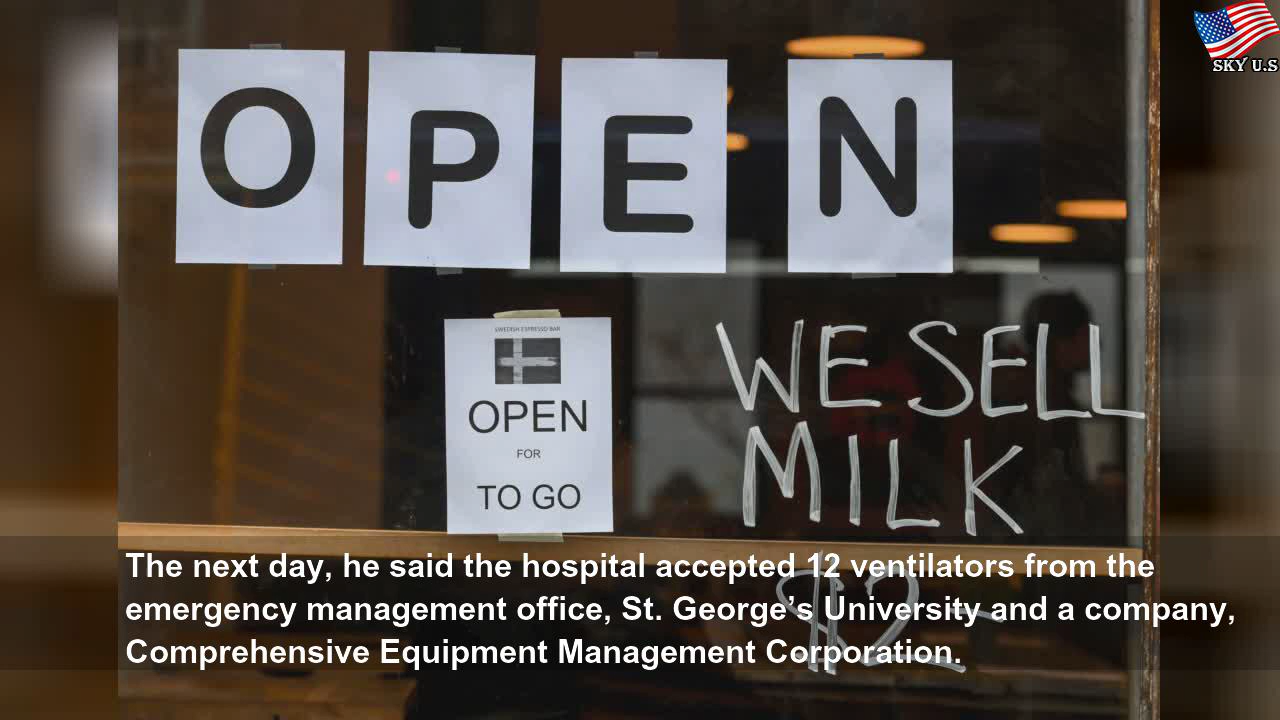 SKY U.S
OPEN
SWEDISH ESPRESSO BAR
OPEN
FOR
TO GO
WE SELL
MILK
$2-
The next day, he said the hospital accepted 12 ventilators from the
emergency management office, St. George’s University and a company,
Comprehensive Equipment Management Corporation.